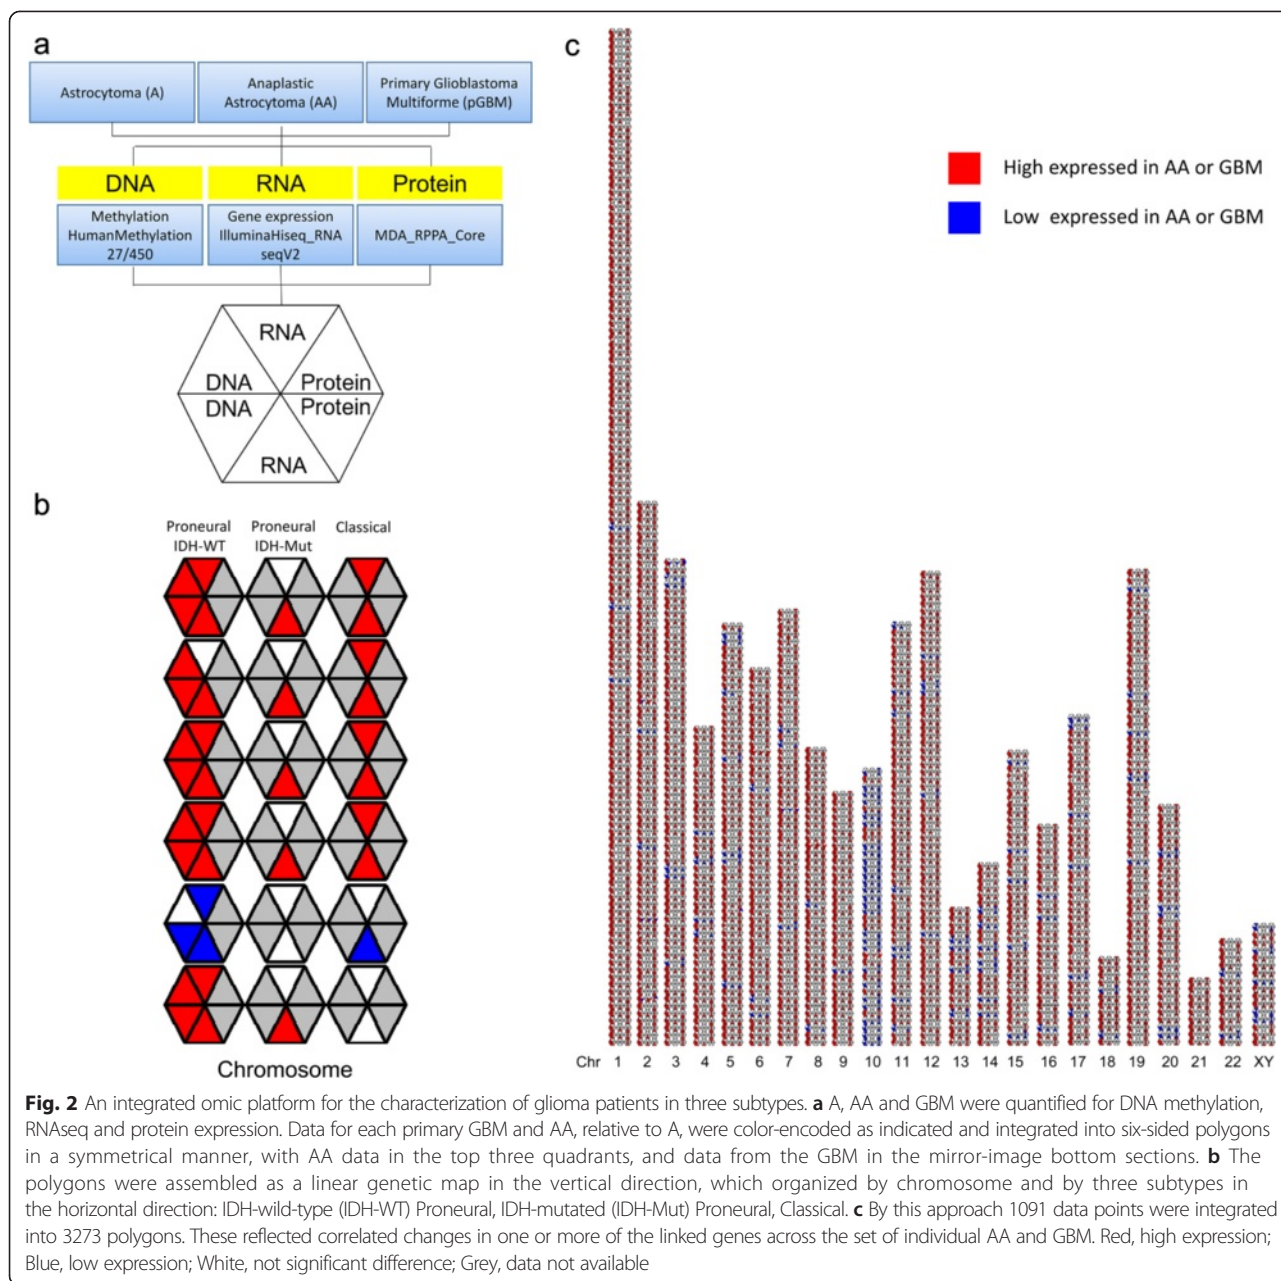 a
Astrocytoma (A)
Anaplastic
Astrocytoma (AA)
Primary Glioblastoma
Multiforme (pGBM)
DNA
RNA
Protein
Methylation
HumanMethylation
27/450
Gene expression
IlluminaHiseq_RNA
seqV2
MDA_RPPA_Core
RNA
DNA
Protein
DNA
Protein
RNA
b
Proneural
IDH-WT
Proneural
IDH-Mut
Classical
Chromosome
c
High expressed in AA or GBM
Low expressed in AA or GBM
Chr 1 2 3 4 5 6 7 8 9 10 11 12 13 14 15 16 17 18 19 20 21 22 XY
Fig. 2 An integrated omic platform for the characterization of glioma patients in three subtypes. a A, AA and GBM were quantified for DNA methylation,
RNAseq and protein expression. Data for each primary GBM and AA, relative to A, were color-encoded as indicated and integrated into six-sided polygons
in a symmetrical manner, with AA data in the top three quadrants, and data from the GBM in the mirror-image bottom sections. b The
polygons were assembled as a linear genetic map in the vertical direction, which organized by chromosome and by three subtypes in
the horizontal direction: IDH-wild-type (IDH-WT) Proneural, IDH-mutated (IDH-Mut) Proneural, Classical. c By this approach 1091 data points were integrated
into 3273 polygons. These reflected correlated changes in one or more of the linked genes across the set of individual AA and GBM. Red, high expression;
Blue, low expression; White, not significant difference; Grey, data not available